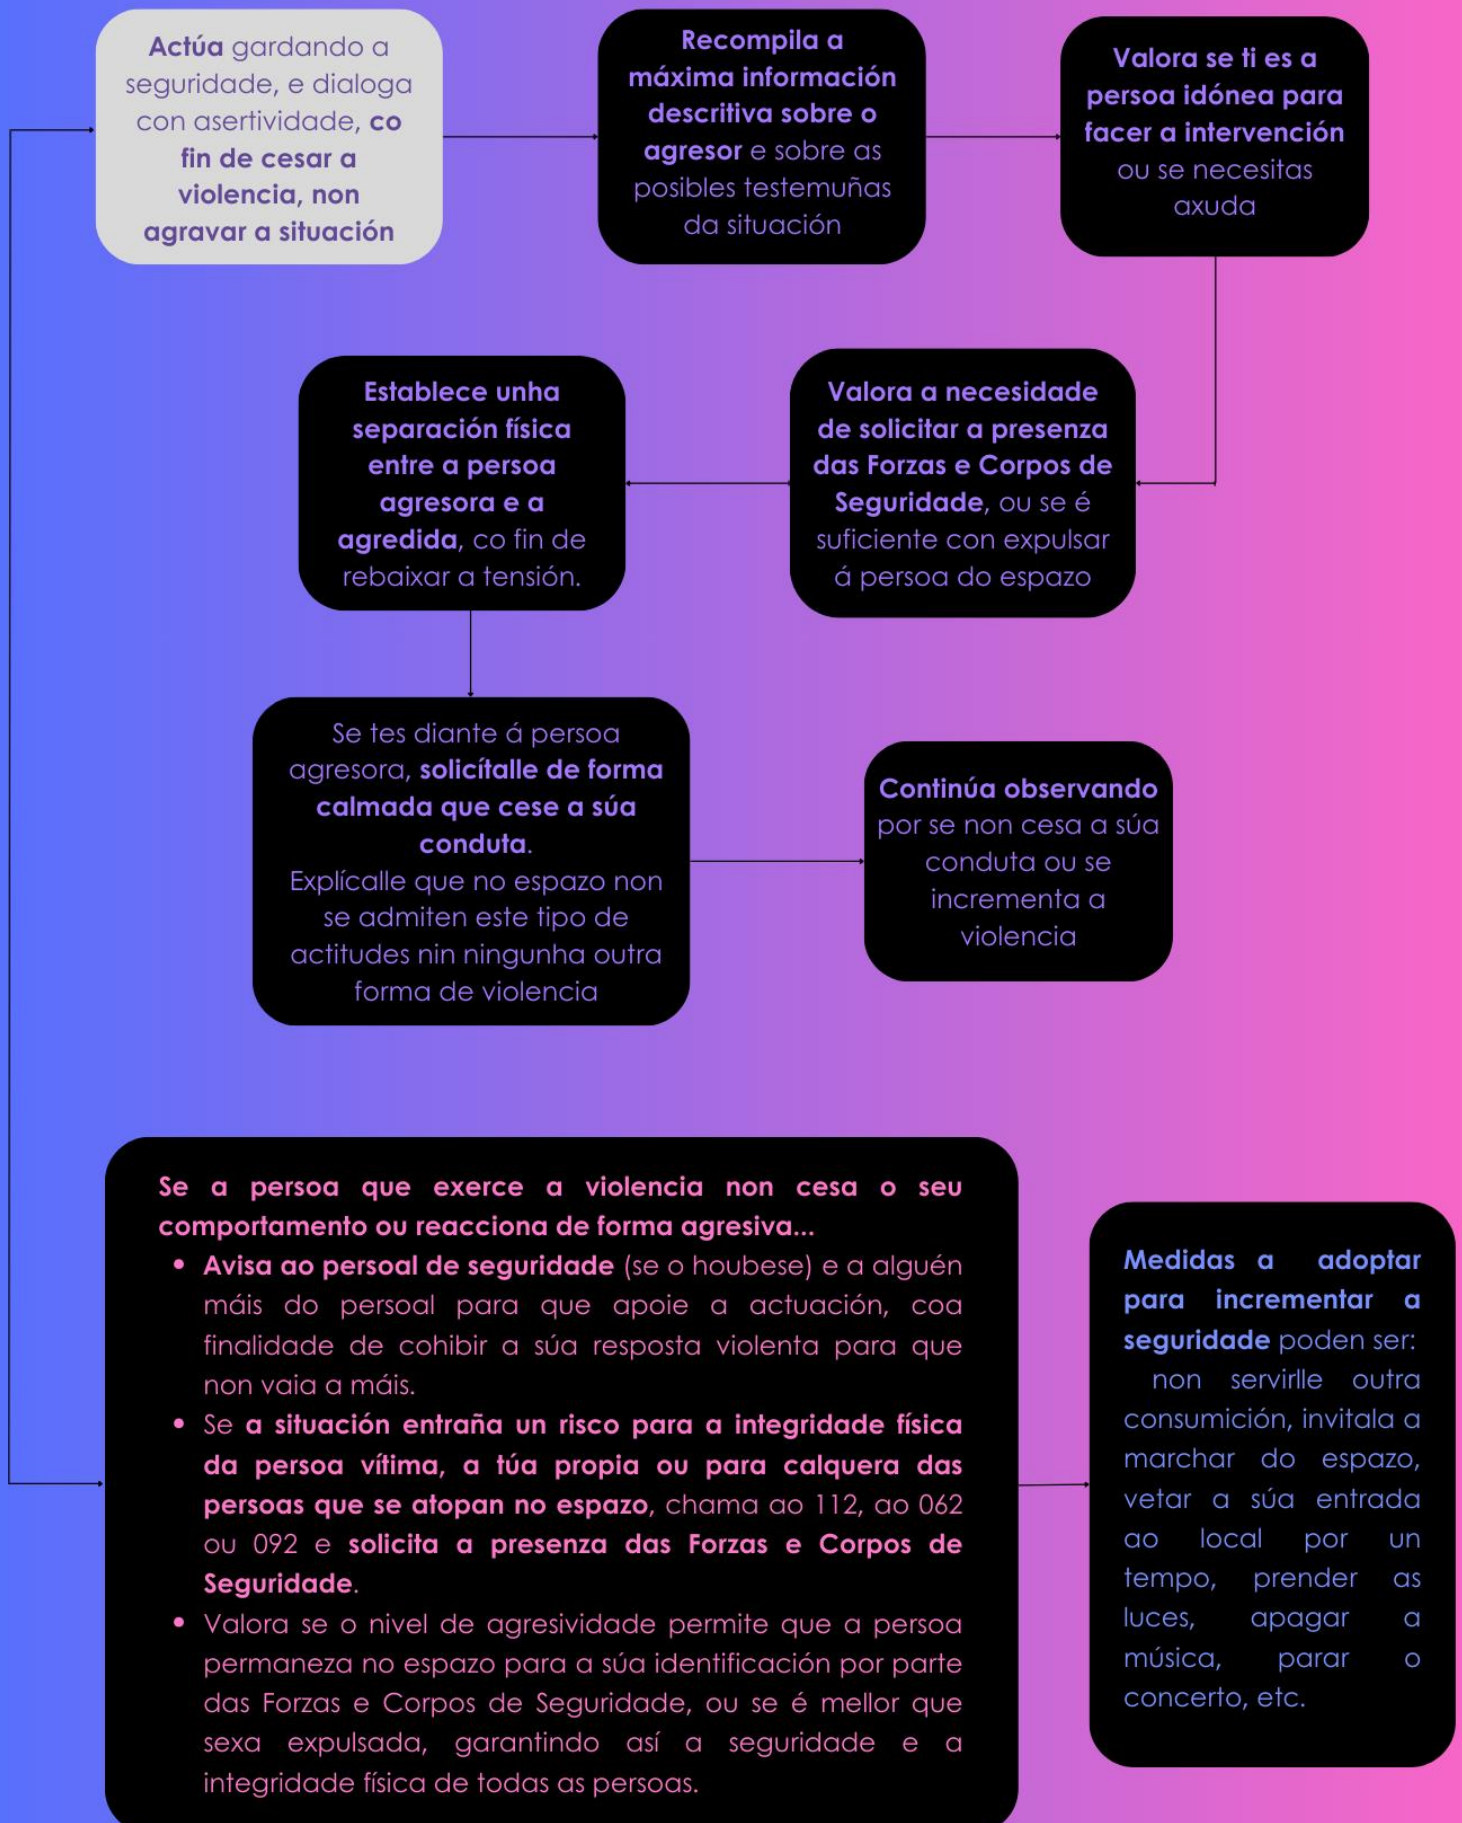 Actúa gardando a
seguridade, e dialoga
con asertividade, co
fin de cesar a
violencia, non
agravar a situación
Recompila a
máxima información
descritiva sobre o
agresor e sobre as
posibles testemuñas
da situación
Valora se ti es a
persoa idónea para
facer a intervención
ou se necesitas
axuda
Valora a necesidade
de solicitar a presenza
das Forzas e Corpos de
Seguridade, ou se é
suficiente con expulsar
á persoa do espazo
Establece unha
separación física
entre a persoa
agresora e a
agredida, co fin de
rebaixar a tensión.
Se tes diante á persoa
agresora, solicítalle de forma
calmada que cese a súa
conduta.
Explícalle que no espazo non
se admiten este tipo de
actitudes nin ningunha outra
forma de violencia
Continúa observando
por se non cesa a súa
conduta ou se
incrementa a
violencia
Se a persoa que exerce a violencia non cesa o seu
comportamento ou reacciona de forma agresiva...
• Avisa ao persoal de seguridade (se o houbese) e a alguén
máis do persoal para que apoie a actuación, coa
finalidade de cohibir a súa resposta violenta para que
non vaia a máis.
• Se a situación entraña un risco para a integridade física
da persoa vítima, a túa propia ou para calquera das
persoas que se atopan no espazo, chama ao 112, ao 062
ou 092 e solicita a presenza das Forzas e Corpos de
Seguridade.
• Valora se o nivel de agresividade permite que a persoa
permaneza no espazo para a súa identificación por parte
das Forzas e Corpos de Seguridade, ou se é mellor que
sexa expulsada, garantindo así a seguridade e a
integridade física de todas as persoas.
Medidas a adoptar
para incrementar a
seguridade poden ser:
non servirlle outra
consumición, invitala a
marchar do espazo,
vetar a súa entrada
ao local por un
tempo, prender as
luces, apagar a
música, parar o
concerto, etc.